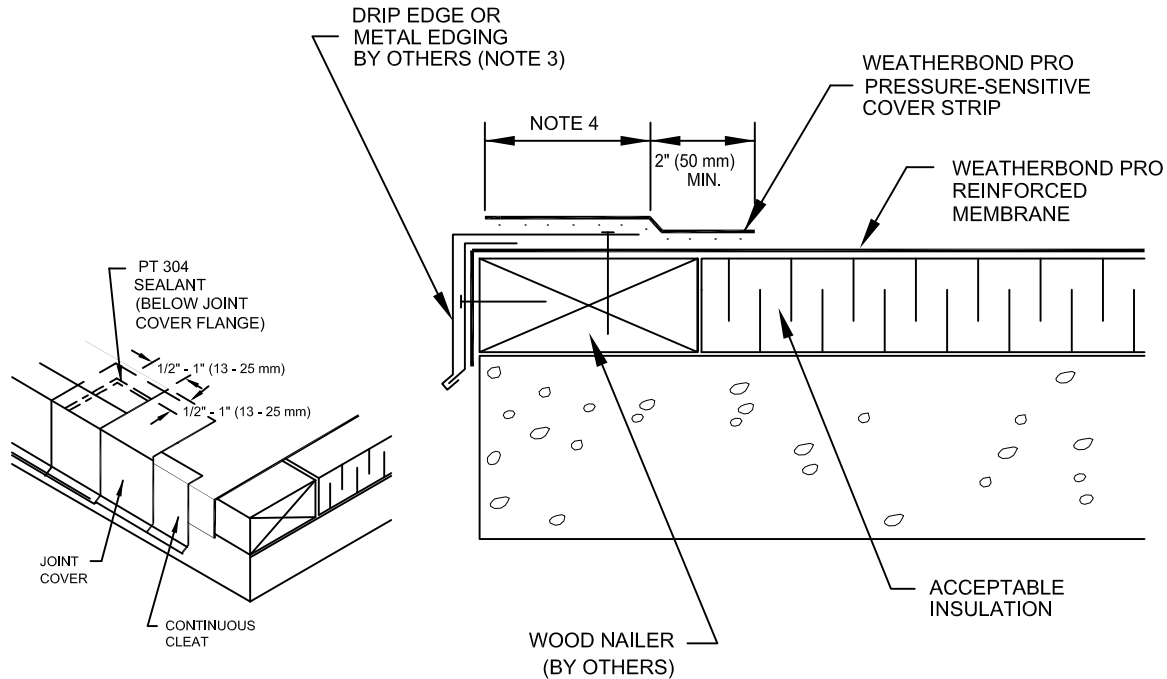 DRIP EDGE OR
METAL EDGING
BY OTHERS (NOTE 3)
WEATHERBOND PRO
PRESSURE-SENSITIVE
COVER STRIP
NOTE 4
2" (50 mm)
MIN.
WEATHERBOND PRO
REINFORCED
MEMBRANE
PT 304
SEALANT
(BELOW JOINT
COVER FLANGE)
1/2" - 1" (13 - 25 mm)
1/2" - 1" (13 - 25 mm)
JOINT
COVER
CONTINUOUS
CLEAT
ACCEPTABLE
INSULATION
WOOD NAILER
(BY OTHERS)